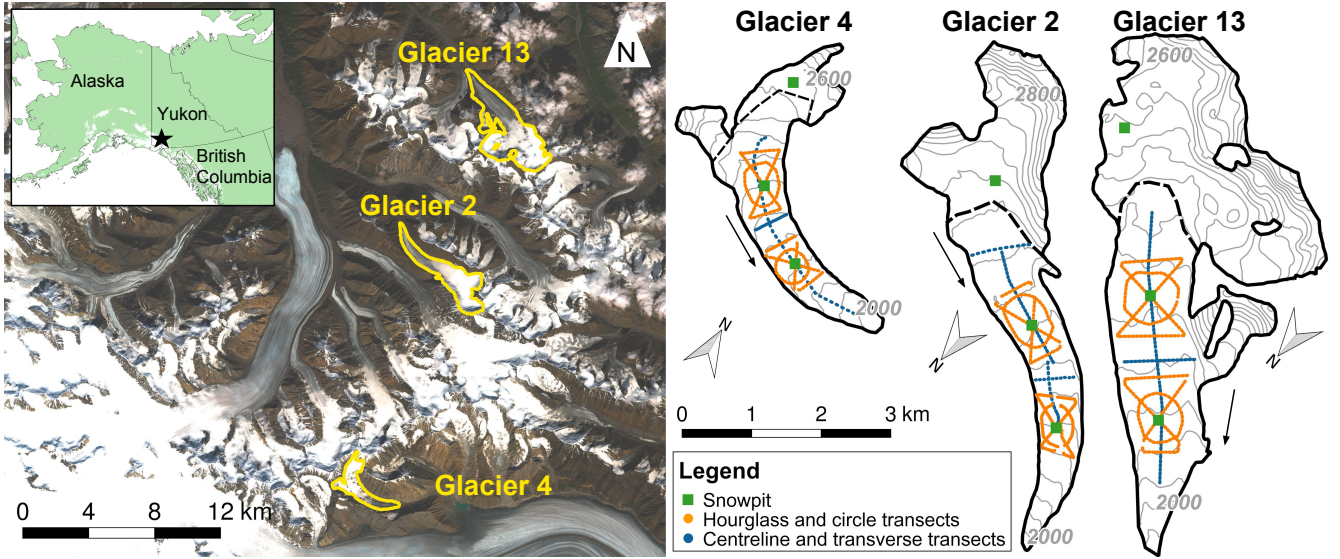 Alaska
Yukon
British
Columbia
Glacier 13
N
Glacier 2
Glacier 4
0 4 8 12 km
Glacier 4
Glacier 2
Glacier 13
2600
2800
2600
2000
N
N
N
0 1 2 3 km
2000
2000
Legend
Snowpit
Hourglass and circle transects
Centreline and transverse transects